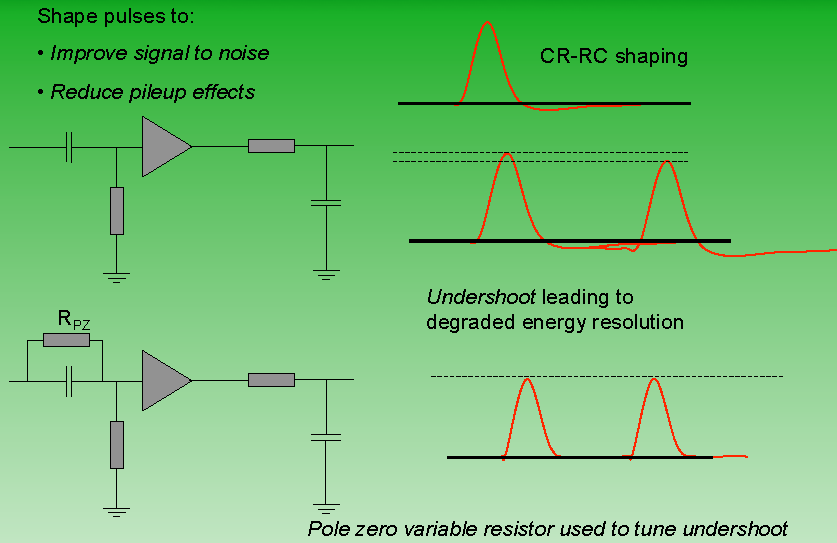 Shape pulses to:
• Improve signal to noise
• Reduce pileup effects
CR-RC shaping
Undershoot leading to
degraded energy resolution
RPZ
Pole zero variable resistor used to tune undershoot